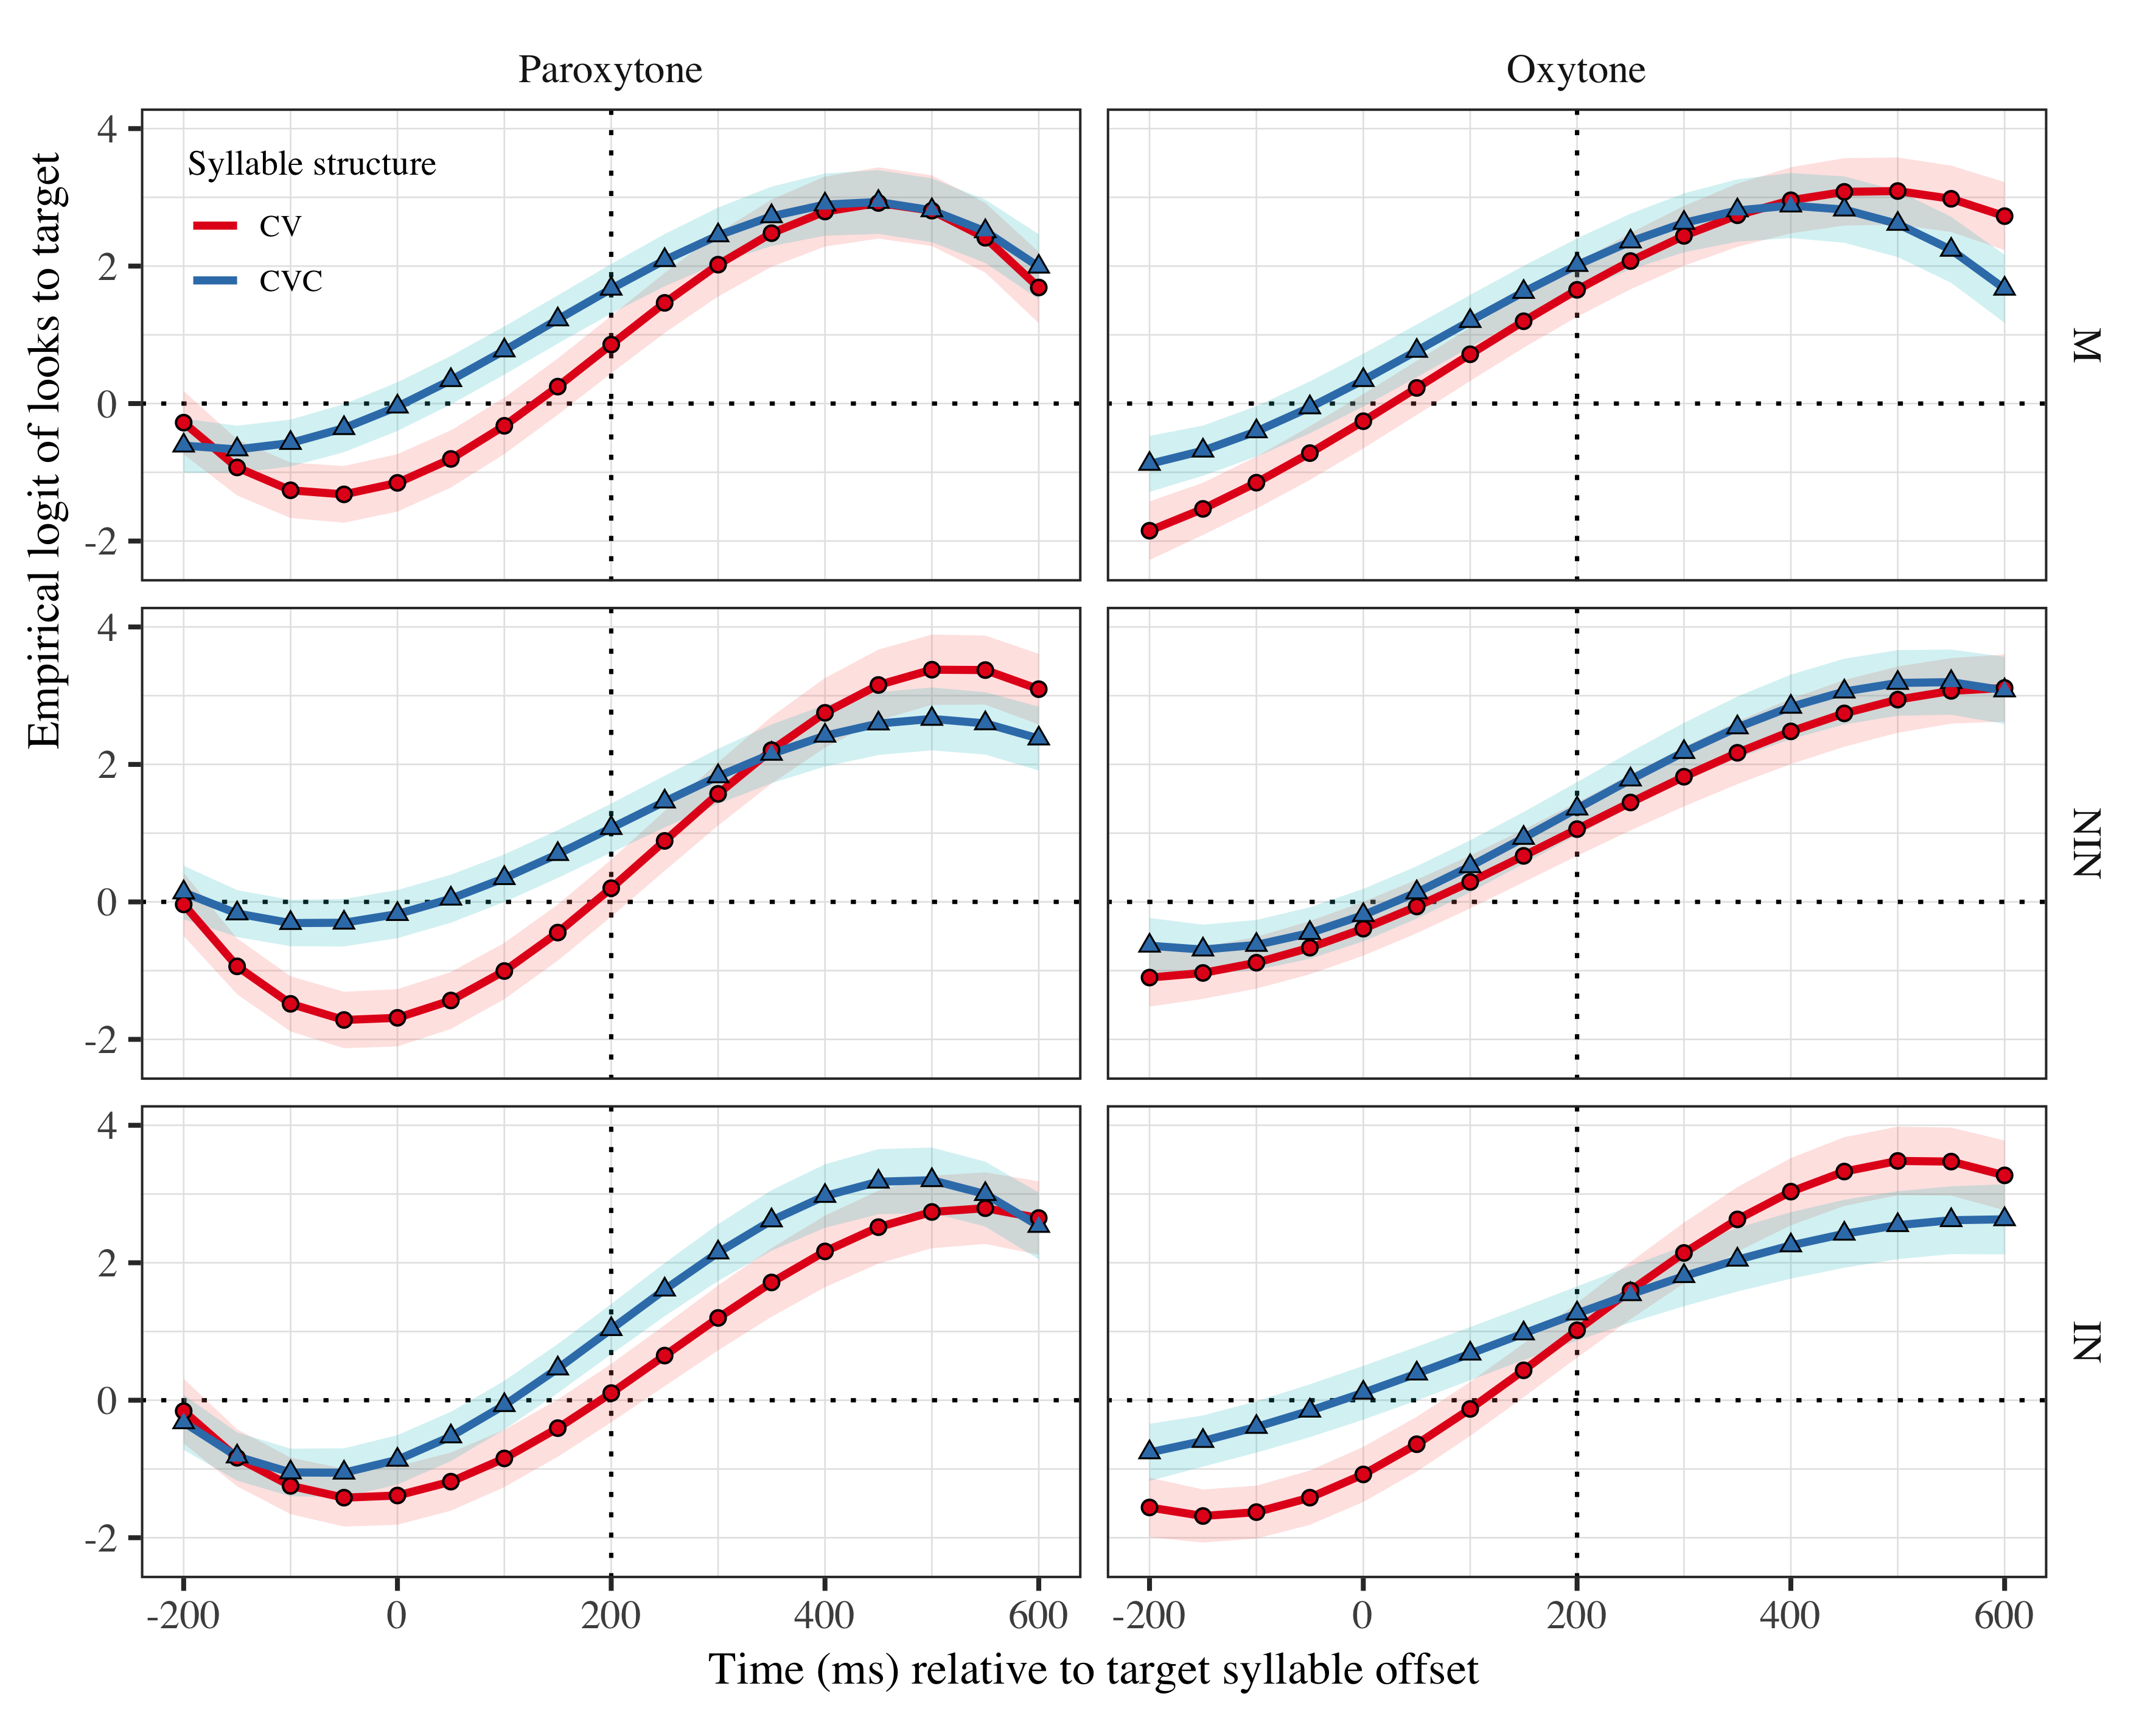 Paroxytone
Oxytone
Empirical logit of looks to target
Syllable structure
CV
CVC
4
2
0
-2
M
4
2
0
-2
NIN
4
2
0
-2
IN
-200
0
200
400
600
-200
0
200
400
600
Time (ms) relative to target syllable offset